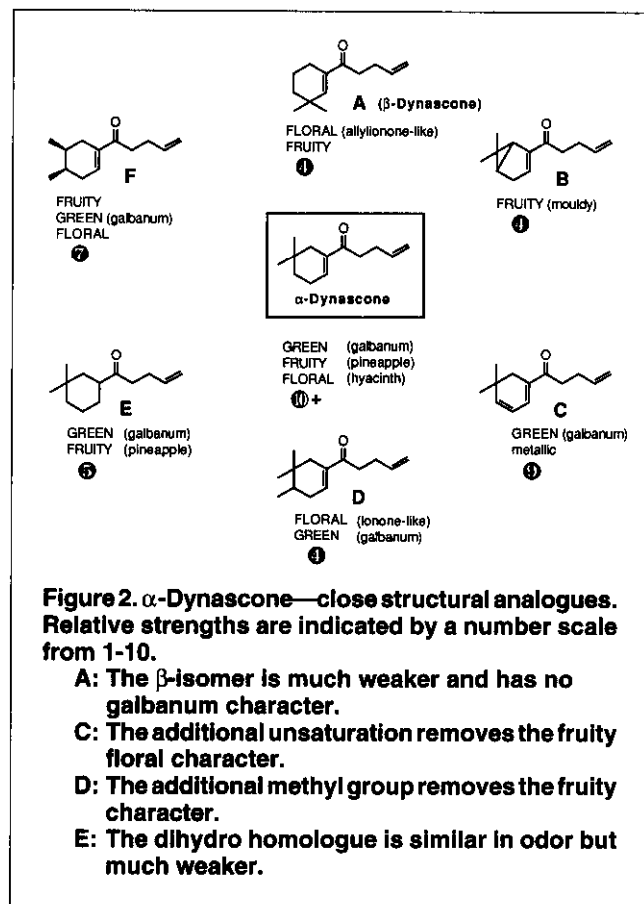 O
A (β-Dynascone)
FLORAL (allylionone-like)
FRUITY
4
O
F
FRUITY
GREEN (galbanum)
FLORAL
7
O
B
FRUITY (mouldy)
4
O
α-Dynascone
GREEN (galbanum)
FRUITY (pineapple)
FLORAL (hyacinth)
10 +
O
E
GREEN (galbanum)
FRUITY (pineapple)
O
C
GREEN (galbanum)
metallic
O
D
FLORAL (Ionone-like)
GREEN (galbanum)
4
Figure 2. α-Dynascone—close structural analogues.
Relative strengths are indicated by a number scale
from 1-10.
A: The β-isomer is much weaker and has no
galbanum character.
C: The additional unsaturation removes the fruity
floral character.
D: The additional methyl group removes the fruity
character.
E: The dihydro homologue is similar in odor but
much weaker.